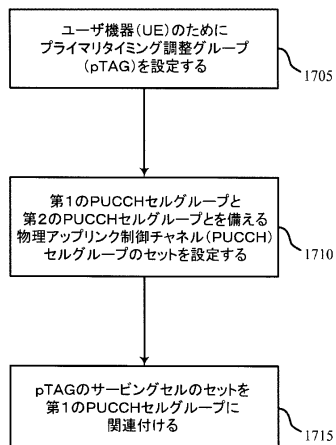 ユーザ機器(UE)のために
プライマリタイミング調整グループ
(pTAG)を設定する
1705
第1のPUCCHセルグループと
第2のPUCCHセルグループとを備える
物理アップリンク制御チャネル(PUCCH)
セルグループのセットを設定する
1710
pTAGのサービングセルのセットを
第1のPUCCHセルグループに
関連付ける
1715